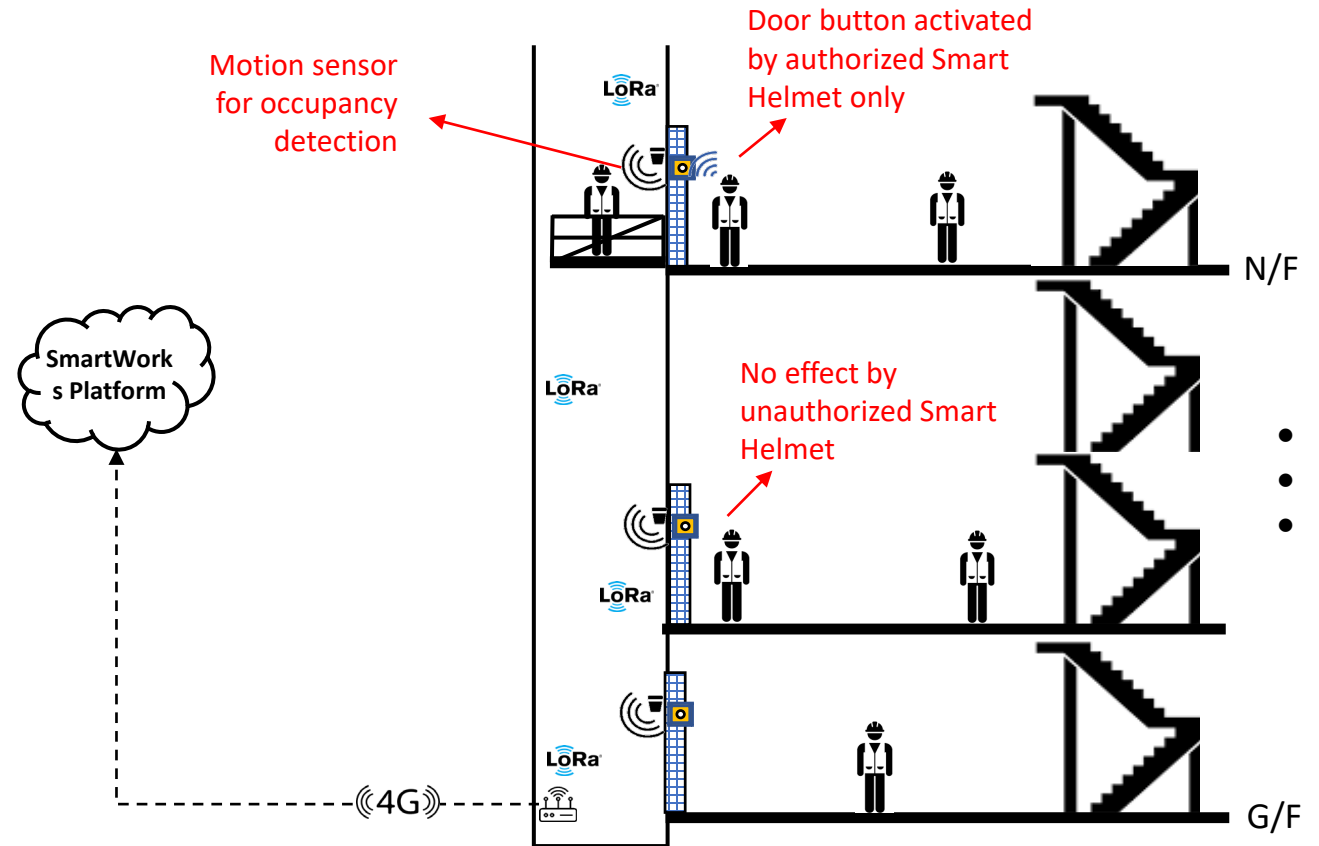 Door button activated
by authorized Smart
Helmet only
Motion sensor
for occupancy
detection
LoRa
N/F
SmartWork
s Platform
LoRa
No effect by
unauthorized Smart
Helmet
LoRa
LoRa
4G
G/F